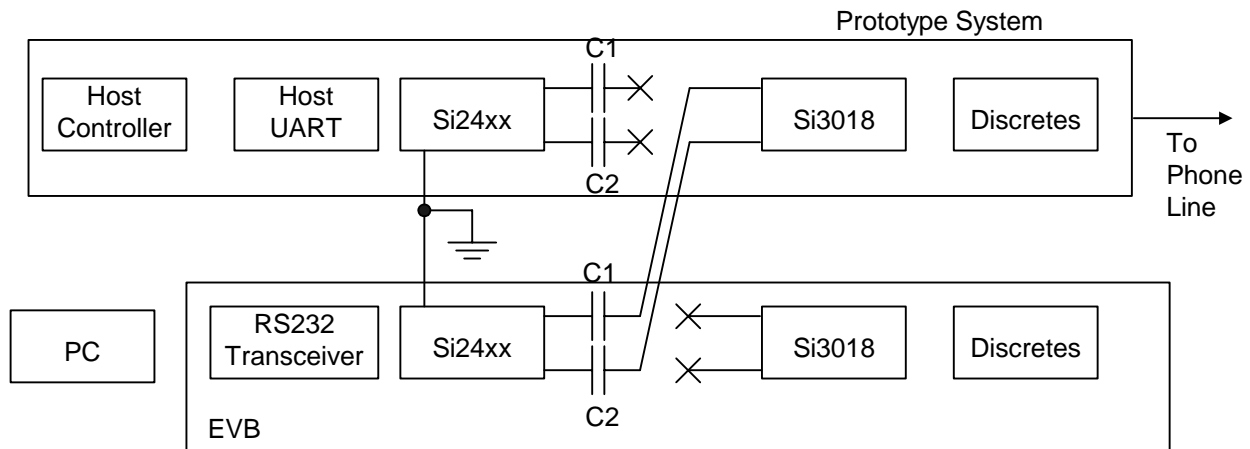 Prototype System
C1
Host
Controller
Host
UART
Si24xx
Si3018
Discretes
C2
To
Phone
Line
C1
PC
RS232
Transceiver
Si24xx
Si3018
Discretes
C2
EVB